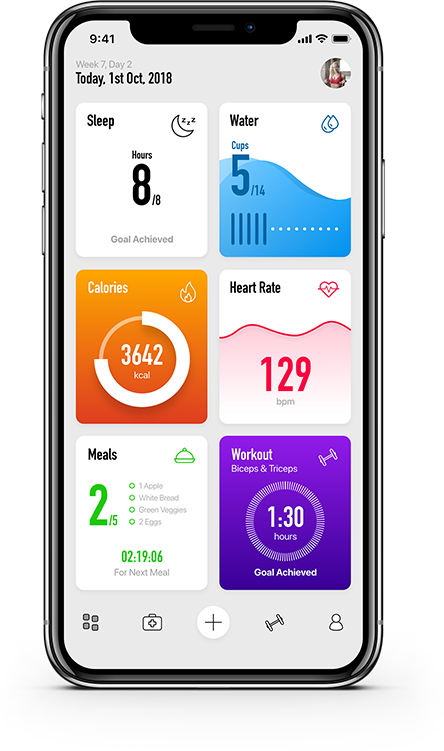 9:41
Week 7, Day 2
Today, 1st Oct, 2018
Sleep
Hours
8/8
Goal Achieved
Water
Cups
5/14
Calories
3642
kcal
Heart Rate
129
bpm
Meals
2/5
1 Apple
White Bread
Green Veggies
2 Eggs
02:19:06
For Next Meal
Workout
Biceps & Triceps
1:30
hours
Goal Achieved